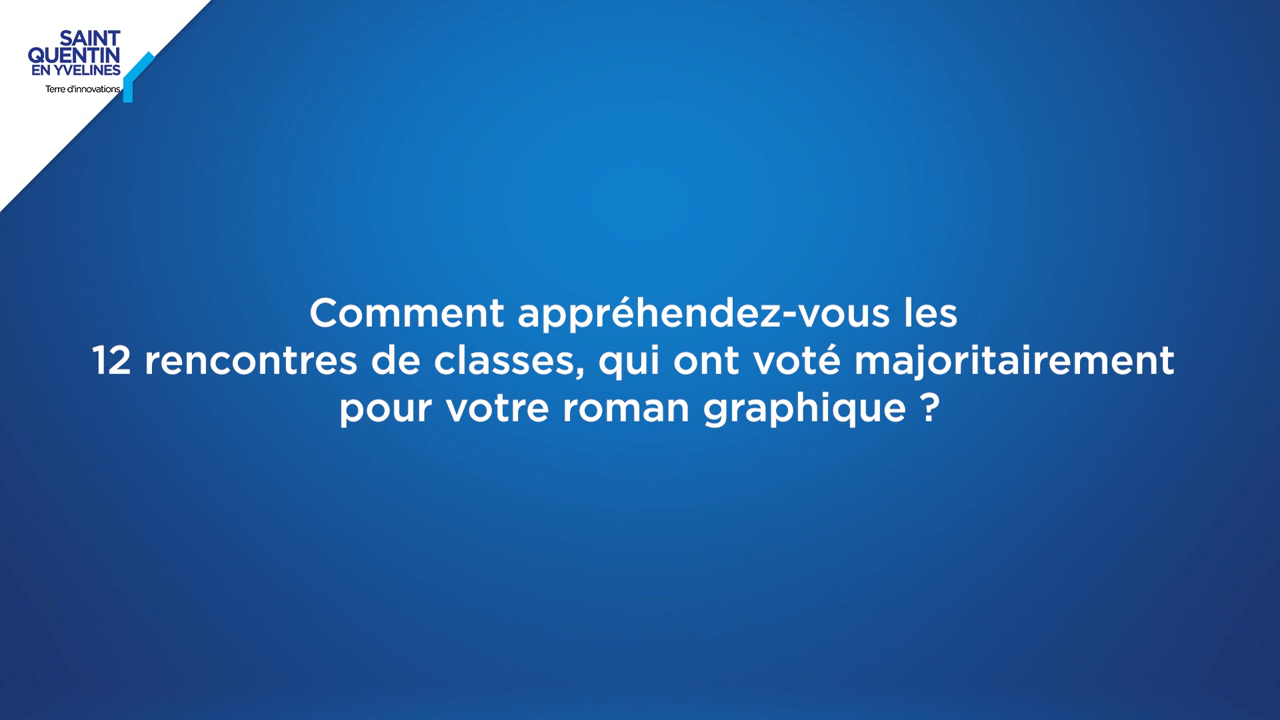 SAINT
QUENTIN
EN YVELINES
Terre d'innovations
Comment appréhendez-vous les
12 rencontres de classes, qui ont voté majoritairement
pour votre roman graphique ?